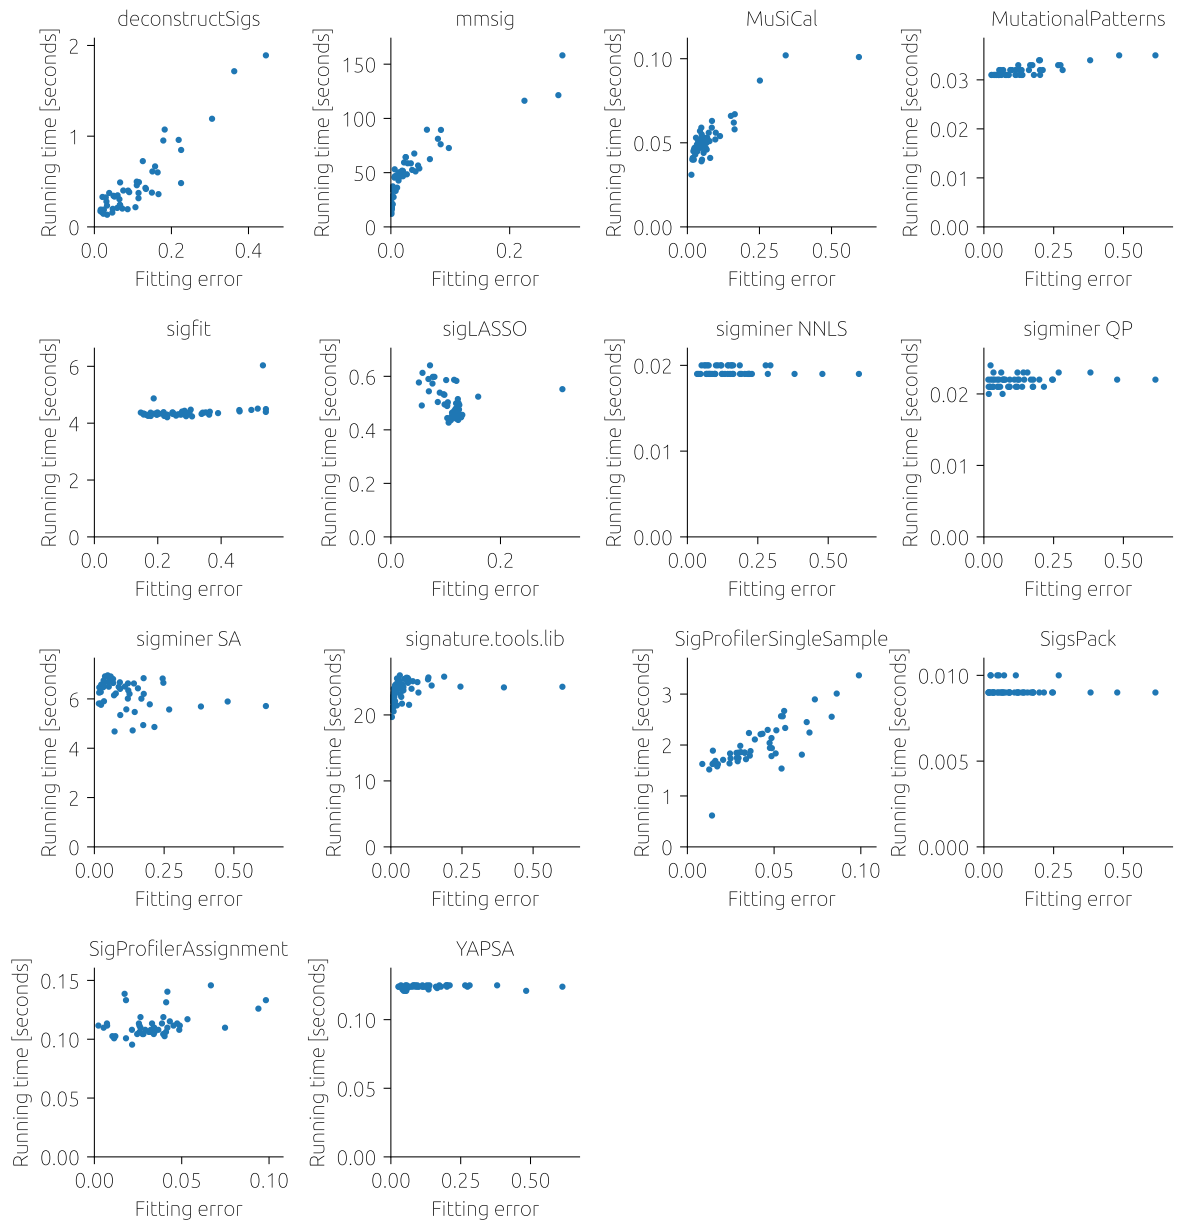 deconstructSigs
Running time [seconds]
2
1
0
0.0 0.2 0.4
Fitting error
mmsig
Running time [seconds]
150
100
50
0
0.0 0.2
Fitting error
MuSiCal
Running time [seconds]
0.10
0.05
0.00
0.00 0.25 0.50
Fitting error
MutationalPatterns
Running time [seconds]
0.03
0.02
0.01
0.00
0.00 0.25 0.50
Fitting error
sigfit
Running time [seconds]
6
4
2
0
0.0 0.2 0.4
Fitting error
sigLASSO
Running time [seconds]
0.6
0.4
0.2
0.0
0.0 0.2
Fitting error
sigminer NNLS
Running time [seconds]
0.02
0.01
0.00
0.00 0.25 0.50
Fitting error
sigminer QP
Running time [seconds]
0.02
0.01
0.00
0.00 0.25 0.50
Fitting error
sigminer SA
Running time [seconds]
6
4
2
0
0.00 0.25 0.50
Fitting error
signature.tools.lib
Running time [seconds]
20
10
0
0.00 0.25 0.50
Fitting error
SigProfilerSingleSample
Running time [seconds]
3
2
1
0
0.00 0.05 0.10
Fitting error
SigsPack
Running time [seconds]
0.010
0.005
0.000
0.00 0.25 0.50
Fitting error
SigProfilerAssignment
Running time [seconds]
0.15
0.10
0.05
0.00
0.00 0.05 0.10
Fitting error
YAPSA
Running time [seconds]
0.10
0.05
0.00
0.00 0.25 0.50
Fitting error